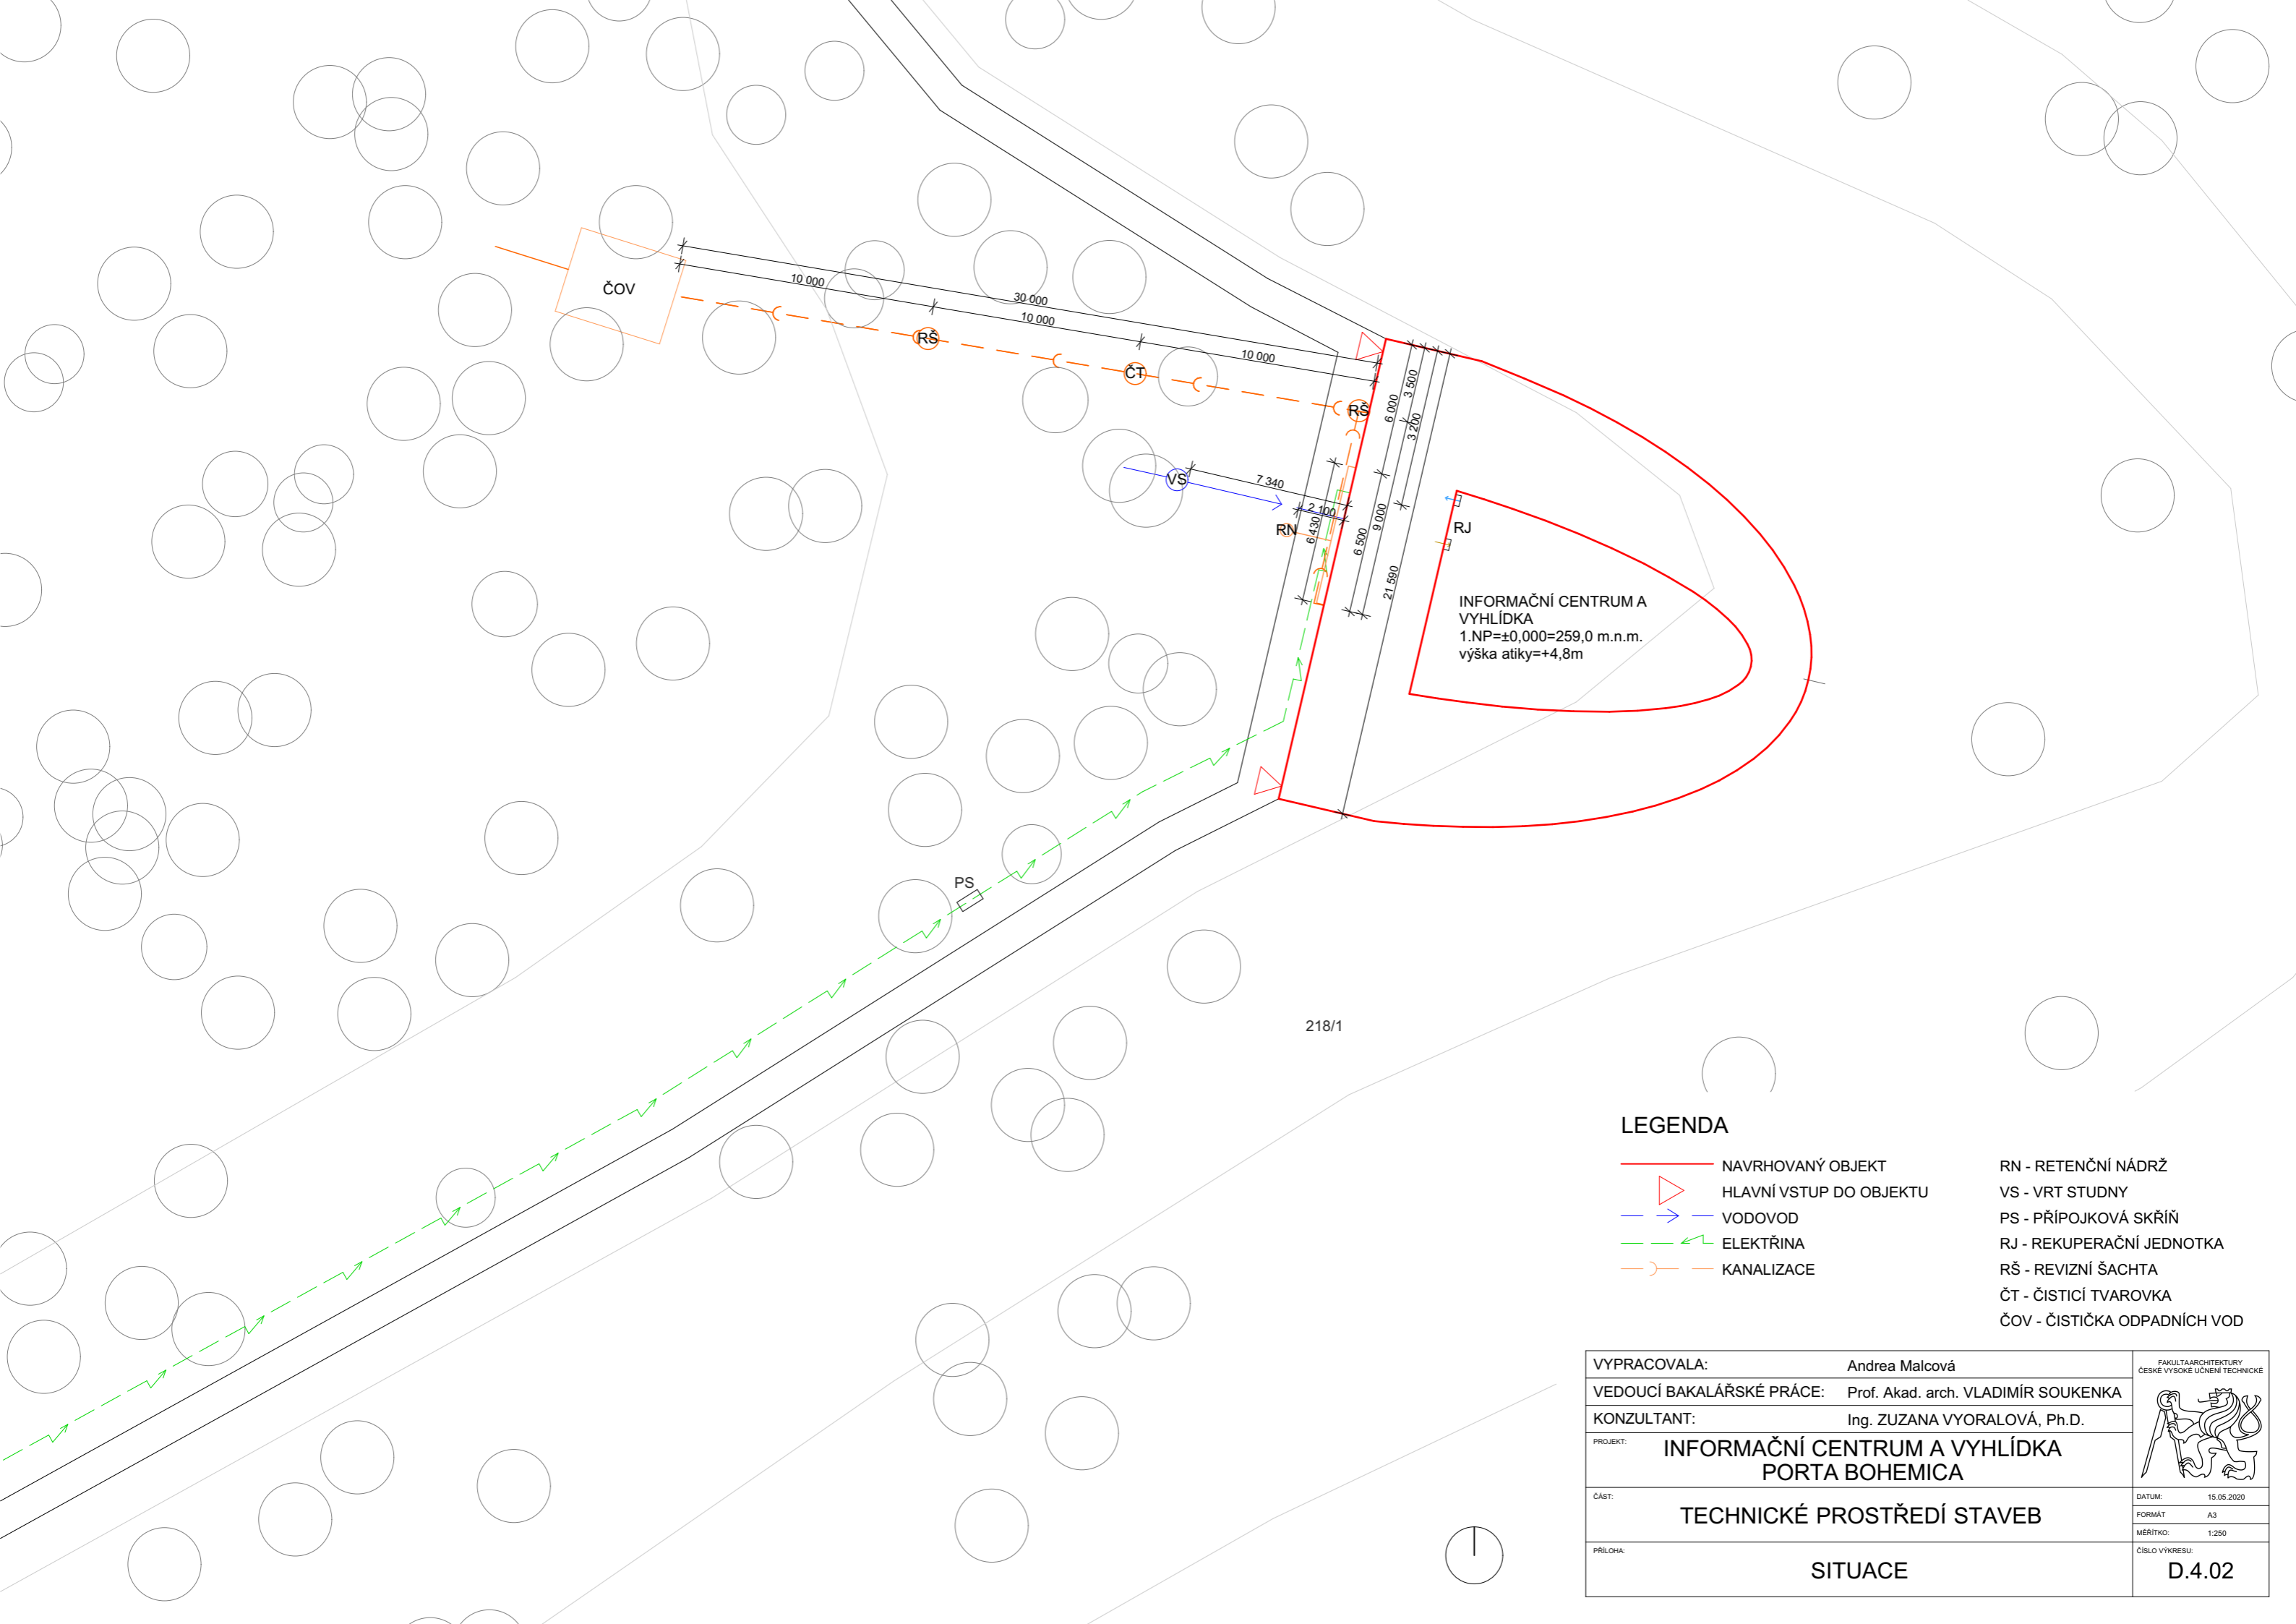 ČOV
10 000
30 000
10 000
10 000
RŠ
ČT
RŠ
3 500
6 000
3 200
VS
7 340
2 100
RN
6 430
9 000
6 500
RJ
21 590
INFORMAČNÍ CENTRUM A
VYHLÍDKA
1.NP=±0,000=259,0 m.n.m.
výška atiky=+4,8m
PS
218/1
LEGENDA
NAVRHOVANÝ OBJEKT
HLAVNÍ VSTUP DO OBJEKTU
VODOVOD
ELEKTŘINA
KANALIZACE
RN - RETENČNÍ NÁDRŽ
VS - VRT STUDNY
PS - PŘÍPOJKOVÁ SKŘÍŇ
RJ - REKUPERAČNÍ JEDNOTKA
RŠ - REVIZNÍ ŠACHTA
ČT - ČISTICÍ TVAROVKA
ČOV - ČISTIČKA ODPADNÍCH VOD
VYPRACOVALA: Andrea Malcová
VEDOUCÍ BAKALÁŘSKÉ PRÁCE: Prof. Akad. arch. VLADIMÍR SOUKENKA
KONZULTANT: Ing. ZUZANA VYORALOVÁ, Ph.D.
PROJEKT: INFORMAČNÍ CENTRUM A VYHLÍDKA
PORTA BOHEMICA
ČÁST:
TECHNICKÉ PROSTŘEDÍ STAVEB
PŘÍLOHA:
SITUACE
FAKULTA ARCHITEKTURY
ČESKÉ VYSOKÉ UČNENÍ TECHNICKÉ
DATUM: 15.05.2020
FORMÁT A3
MĚŘÍTKO: 1:250
ČÍSLO VÝKRESU:
D.4.02